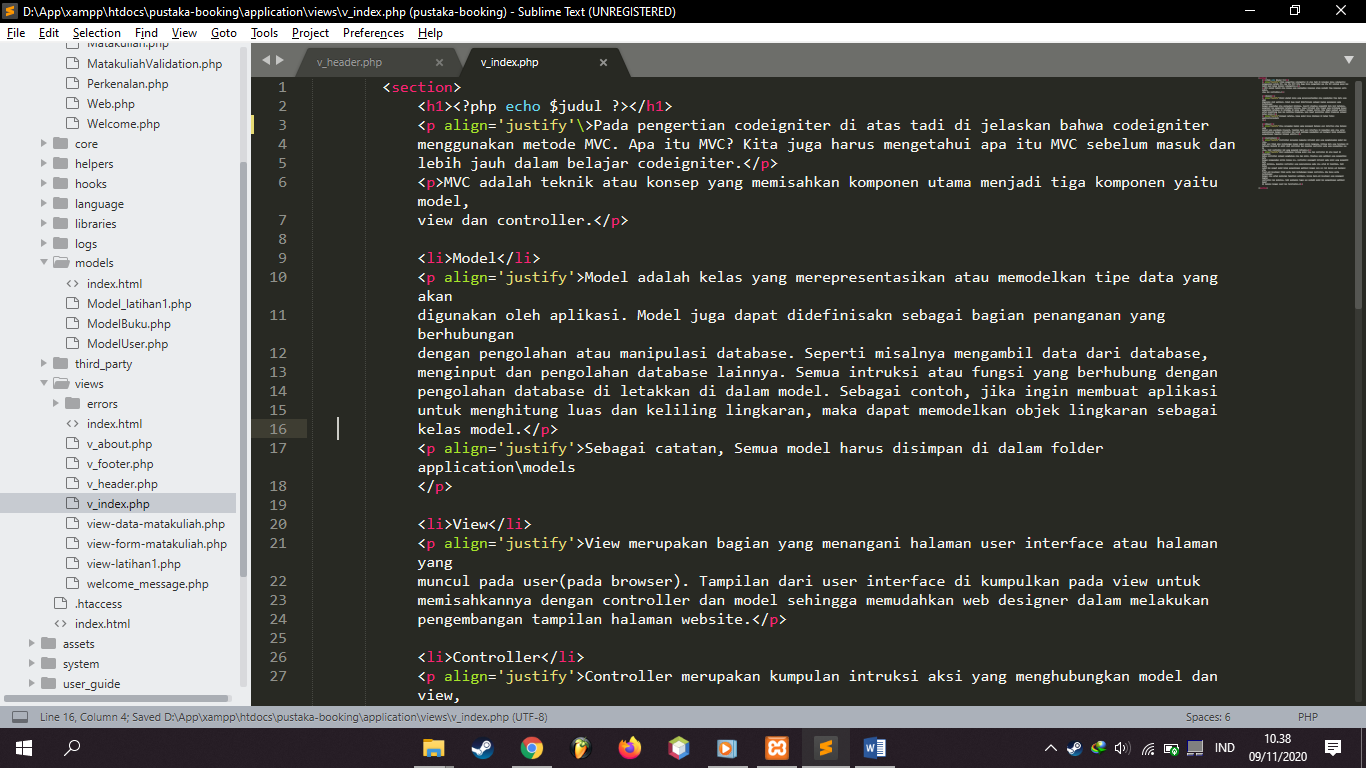 D:\App\xampp\htdocs\pustaka-booking\application\views\v_index.php (pustaka-booking) - Sublime Text (UNREGISTERED)
File Edit Selection Find View Goto Tools Project Preferences Help
Matakuliah.php
MatakuliahValidation.php
Perkenalan.php
Web.php
Welcome.php
core
helpers
hooks
language
libraries
logs
models
index.html
Model_latihan1.php
ModelBuku.php
ModelUser.php
third_party
views
errors
index.html
v_about.php
v_footer.php
v_header.php
v_index.php
view-data-matakuliah.php
view-form-matakuliah.php
view-latihan1.php
welcome_message.php
.htaccess
index.html
assets
system
user_guide
v_header.php v_index.php
1 <section>
2 <h1><?php echo $judul ?></h1>
3 <p align='justify'\>Pada pengertian codeigniter di atas tadi di jelaskan bahwa codeigniter
4 menggunakan metode MVC. Apa itu MVC? Kita juga harus mengetahui apa itu MVC sebelum masuk dan
5 lebih jauh dalam belajar codeigniter.</p>
6 <p>MVC adalah teknik atau konsep yang memisahkan komponen utama menjadi tiga komponen yaitu
model,
7 view dan controller.</p>
8
9 <li>Model</li>
10 <p align='justify'>Model adalah kelas yang merepresentasikan atau memodelkan tipe data yang
akan
11 digunakan oleh aplikasi. Model juga dapat didefinisakn sebagai bagian penanganan yang
berhubungan
12 dengan pengolahan atau manipulasi database. Seperti misalnya mengambil data dari database,
13 menginput dan pengolahan database lainnya. Semua intruksi atau fungsi yang berhubung dengan
14 pengolahan database di letakkan di dalam model. Sebagai contoh, jika ingin membuat aplikasi
15 untuk menghitung luas dan keliling lingkaran, maka dapat memodelkan objek lingkaran sebagai
16 kelas model.</p>
17 <p align='justify'>Sebagai catatan, Semua model harus disimpan di dalam folder
application\models
18 </p>
19
20 <li>View</li>
21 <p align='justify'>View merupakan bagian yang menangani halaman user interface atau halaman
yang
22 muncul pada user(pada browser). Tampilan dari user interface di kumpulkan pada view untuk
23 memisahkannya dengan controller dan model sehingga memudahkan web designer dalam melakukan
24 pengembangan tampilan halaman website.</p>
25
26 <li>Controller</li>
27 <p align='justify'>Controller merupakan kumpulan intruksi aksi yang menghubungkan model dan
view,
Line 16, Column 4; Saved D:\App\xampp\htdocs\pustaka-booking\application\views\v_index.php (UTF-8) Spaces: 6 PHP
IND 10.38
09/11/2020